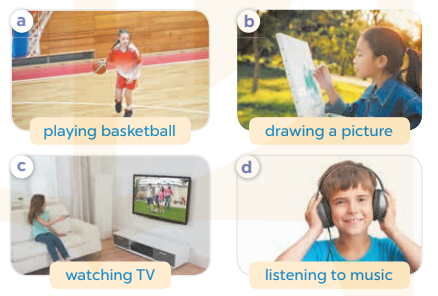 a
playing basketball
b
drawing a picture
c
watching TV
d
listening to music